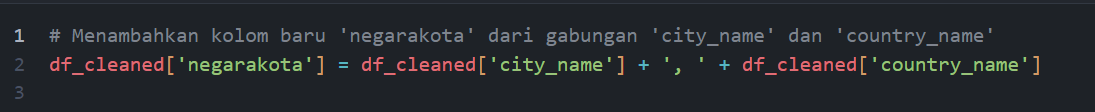 1 # Menambahkan kolom baru 'negarakota' dari gabungan 'city_name' dan 'country_name'
2 df_cleaned['negarakota'] = df_cleaned['city_name'] + ', ' + df_cleaned['country_name']
3